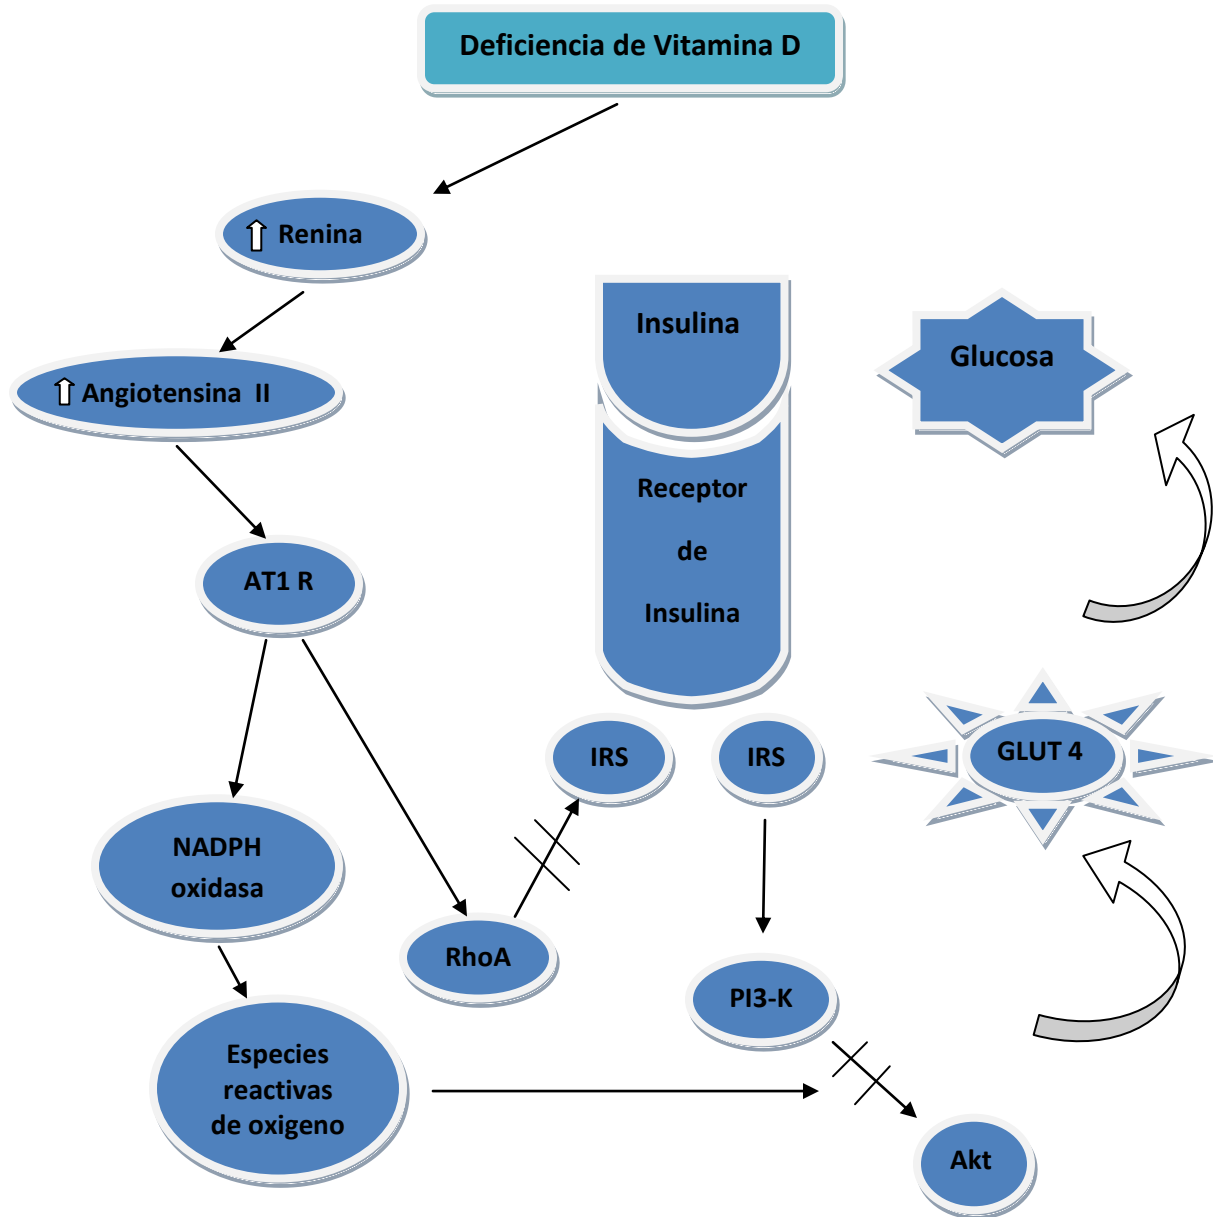 Deficiencia de Vitamina D
Renina
Angiotensina II
AT1 R
NADPH
oxidasa
Especies
reactivas
de oxigeno
RhoA
Insulina
Receptor
de
Insulina
IRS
IRS
PI3-K
Akt
Glucosa
GLUT 4